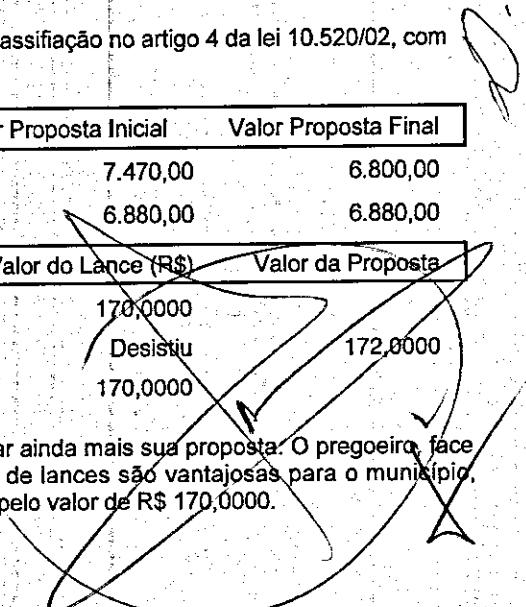 assifiação no artigo 4 da lei 10.520/02, com
Proposta Inicial Valor Proposta Final
7.470,00 6.800,00
6.880,00 6.880,00
Valor do Lance (R$) Valor da Proposta
170,0000
Desistiu 172,0000
170,0000
ar ainda mais sua proposta. O pregoeiro, face
de lances são vantajosas para o município,
pelo valor de R$ 170,0000.